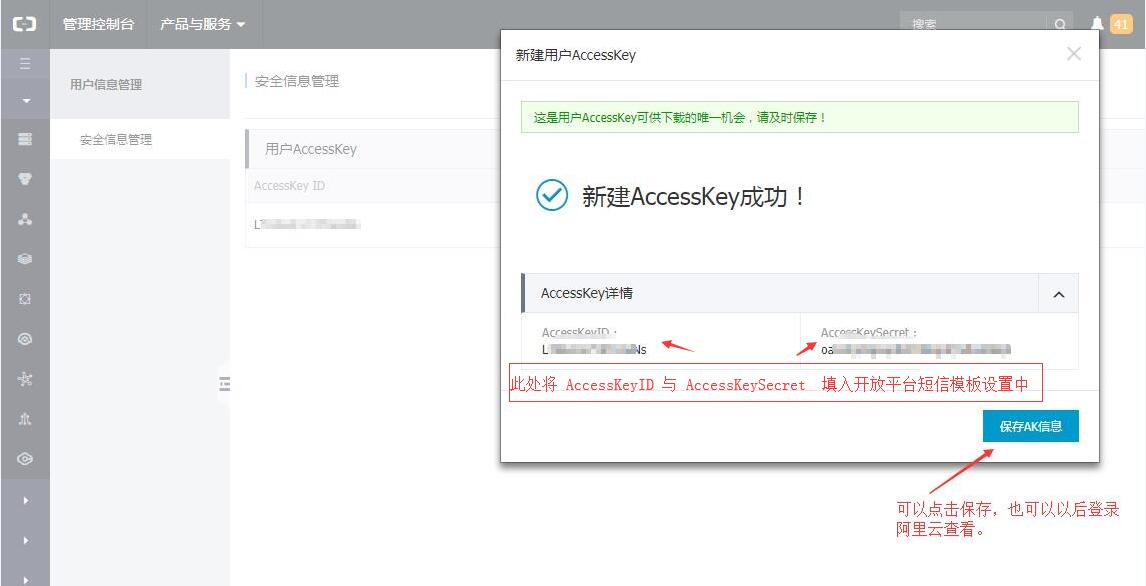 管理控制台 产品与服务 搜索 41
用户信息管理
安全信息管理
安全信息管理
用户AccessKey
AccessKey ID
新建用户AccessKey
这是用户AccessKey可供下载的唯一机会，请及时保存！
新建AccessKey成功！
AccessKey详情
AccessKeyID：
AccessKeySecret：
此处将 AccessKeyID 与 AccessKeySecret 填入开放平台短信模板设置中
保存AK信息
可以点击保存，也可以以后登录
阿里云查看。